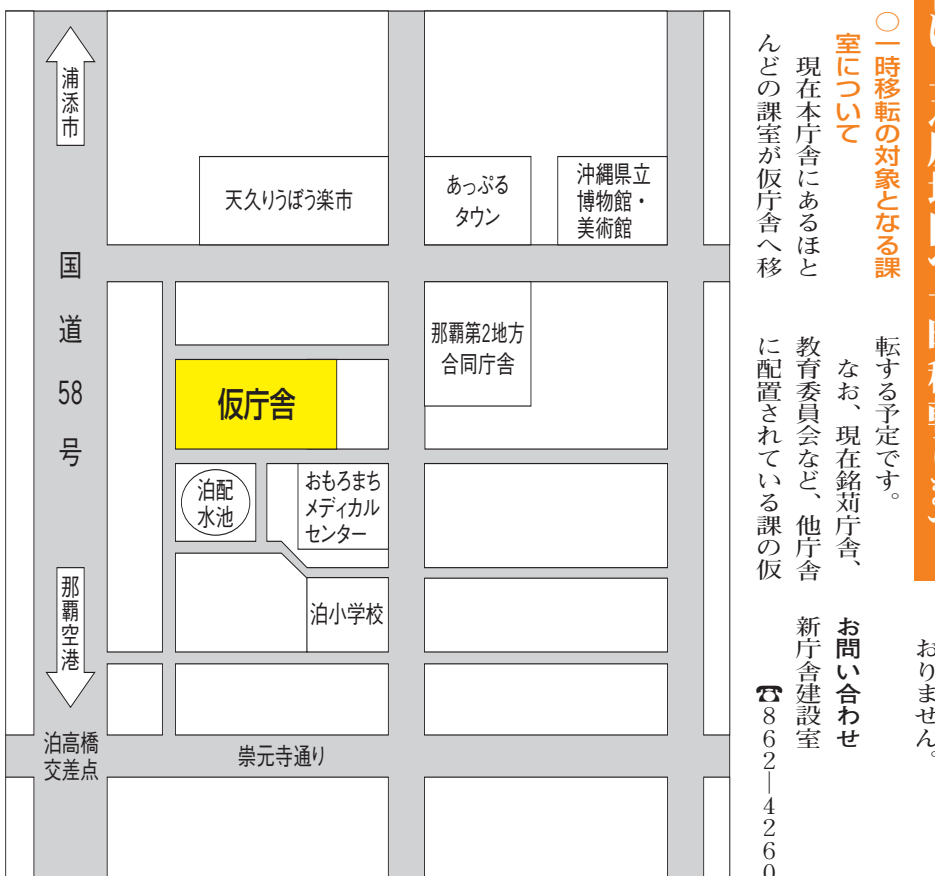 ○一時移転の対象となる課
室について
現在本庁舎にあるほと
んどの課室が仮庁舎へ移
転する予定です。
なお、現在銘苅庁舎、
教育委員会など、他庁舎
に配置されている課の仮
おりません。
お問い合わせ
新庁舎建設室
☎862―4260
浦添市
国道58号
那覇空港
泊高橋
交差点
崇元寺通り
天久りうぼう楽市
あっぷる
タウン
沖縄県立
博物館・
美術館
那覇第2地方
合同庁舎
仮庁舎
泊配
水池
おもろまち
メディカル
センター
泊小学校